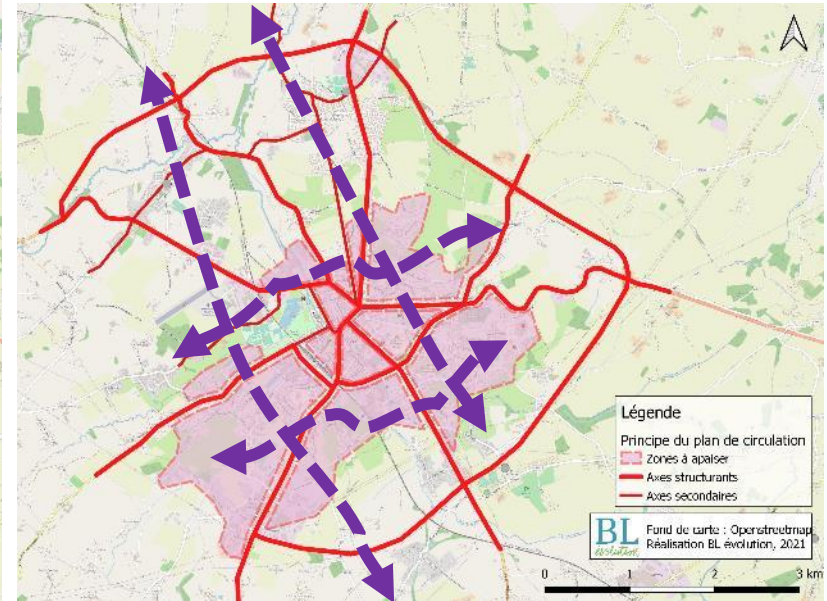 Légende
Principe du plan de circulation
Zones à apaiser
Axes structurants
Axes secondaires
BL
évolution
Fond de carte : Openstreetmap
Réalisation BL évolution, 2021
0 1 2 3 km